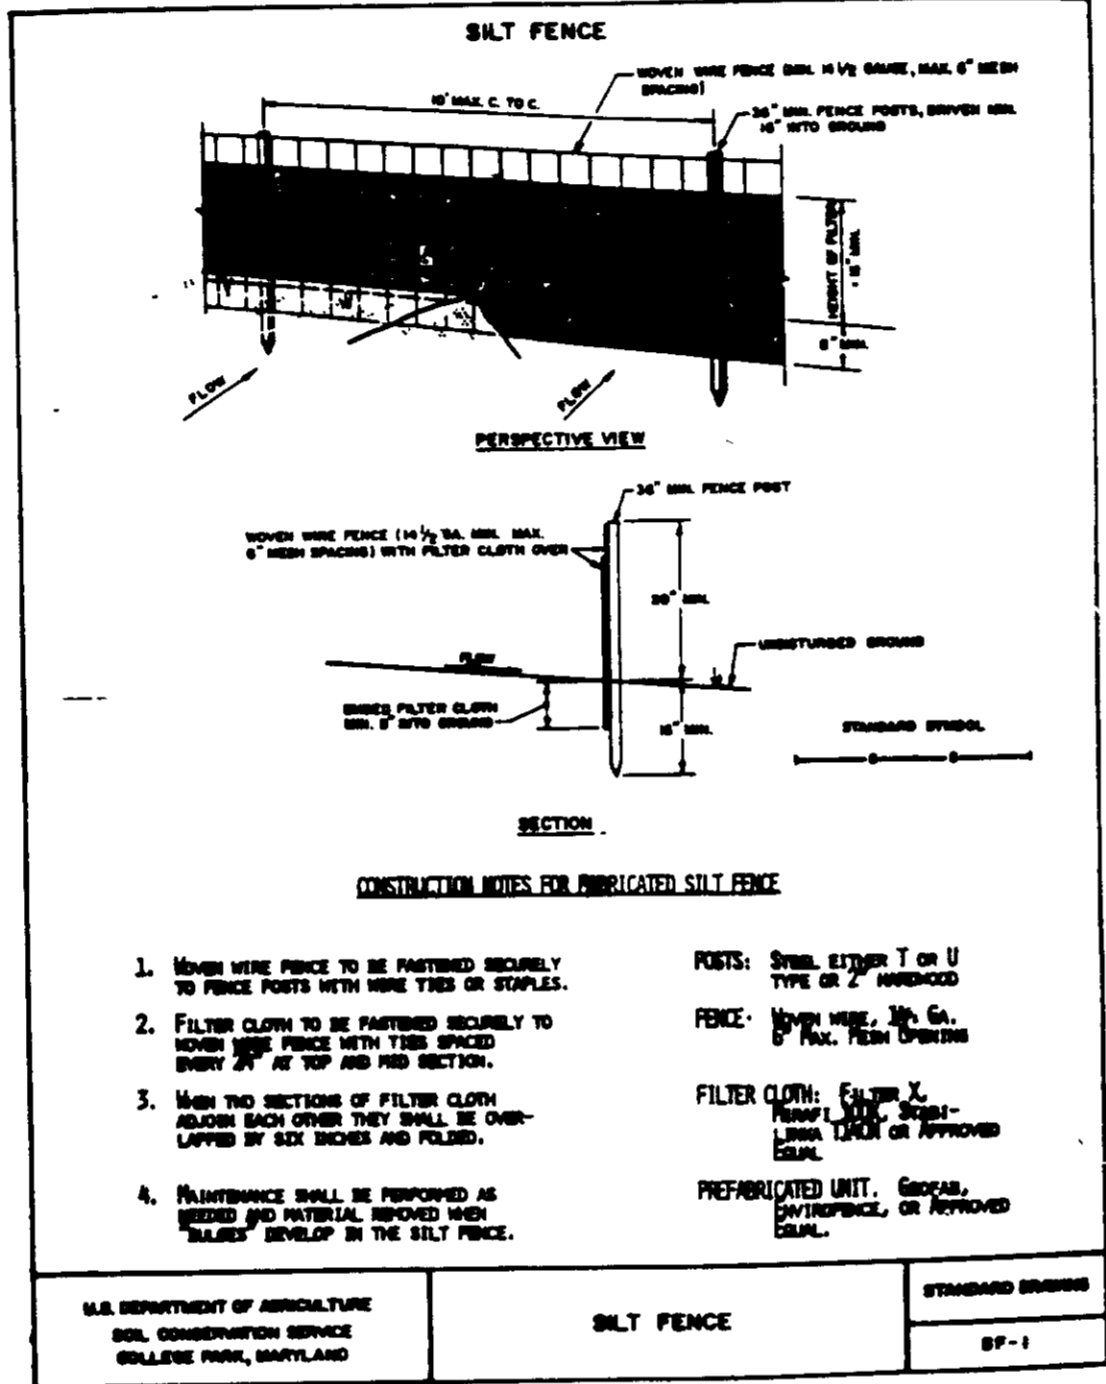 SILT FENCE
WOVEN WIRE FENCE (MIN. 14 1/2 GAUGE, MAX. 6" MESH
SPACING)
10' MAX. C. TO C.
36" MIN. FENCE POSTS, DRIVEN MIN.
16" INTO GROUND
HEIGHT OF FILTER
16" MIN.
8" MIN.
FLOW
FLOW
PERSPECTIVE VIEW
36" MIN. FENCE POST
WOVEN WIRE FENCE (14 1/2 GA. MIN. MAX.
6" MESH SPACING) WITH FILTER CLOTH OVER
20" MIN.
UNDISTURBED GROUND
FLOW
EMBED FILTER CLOTH
MIN. 8" INTO GROUND
16" MIN.
STANDARD SYMBOL
SECTION
CONSTRUCTION NOTES FOR FABRICATED SILT FENCE
1. WOVEN WIRE FENCE TO BE FASTENED SECURELY
TO FENCE POSTS WITH WIRE TIES OR STAPLES.
POSTS: STEEL EITHER T OR U
TYPE OR 2" HARDWOOD
2. FILTER CLOTH TO BE FASTENED SECURELY TO
WOVEN WIRE FENCE WITH TIES SPACED
EVERY 24" AT TOP AND MID SECTION.
FENCE: WOVEN WIRE, GA.
6" MAX. MESH OPENING
3. WHEN TWO SECTIONS OF FILTER CLOTH
ADJOIN EACH OTHER THEY SHALL BE OVER-
LAPPED BY SIX INCHES AND FOLDED.
FILTER CLOTH: FILTER X,
MIRAFI 100X, STABI-
LINKA OR APPROVED
EQUAL
4. MAINTENANCE SHALL BE PERFORMED AS
NEEDED AND MATERIAL REMOVED WHEN
"BULGES" DEVELOP IN THE SILT FENCE.
PREFABRICATED UNIT. GEOFAB,
ENVIROFENCE, OR APPROVED
EQUAL.
U.S. DEPARTMENT OF AGRICULTURE
SOIL CONSERVATION SERVICE
COLLEGE PARK, MARYLAND
SILT FENCE
STANDARD DRAWING
SF-1